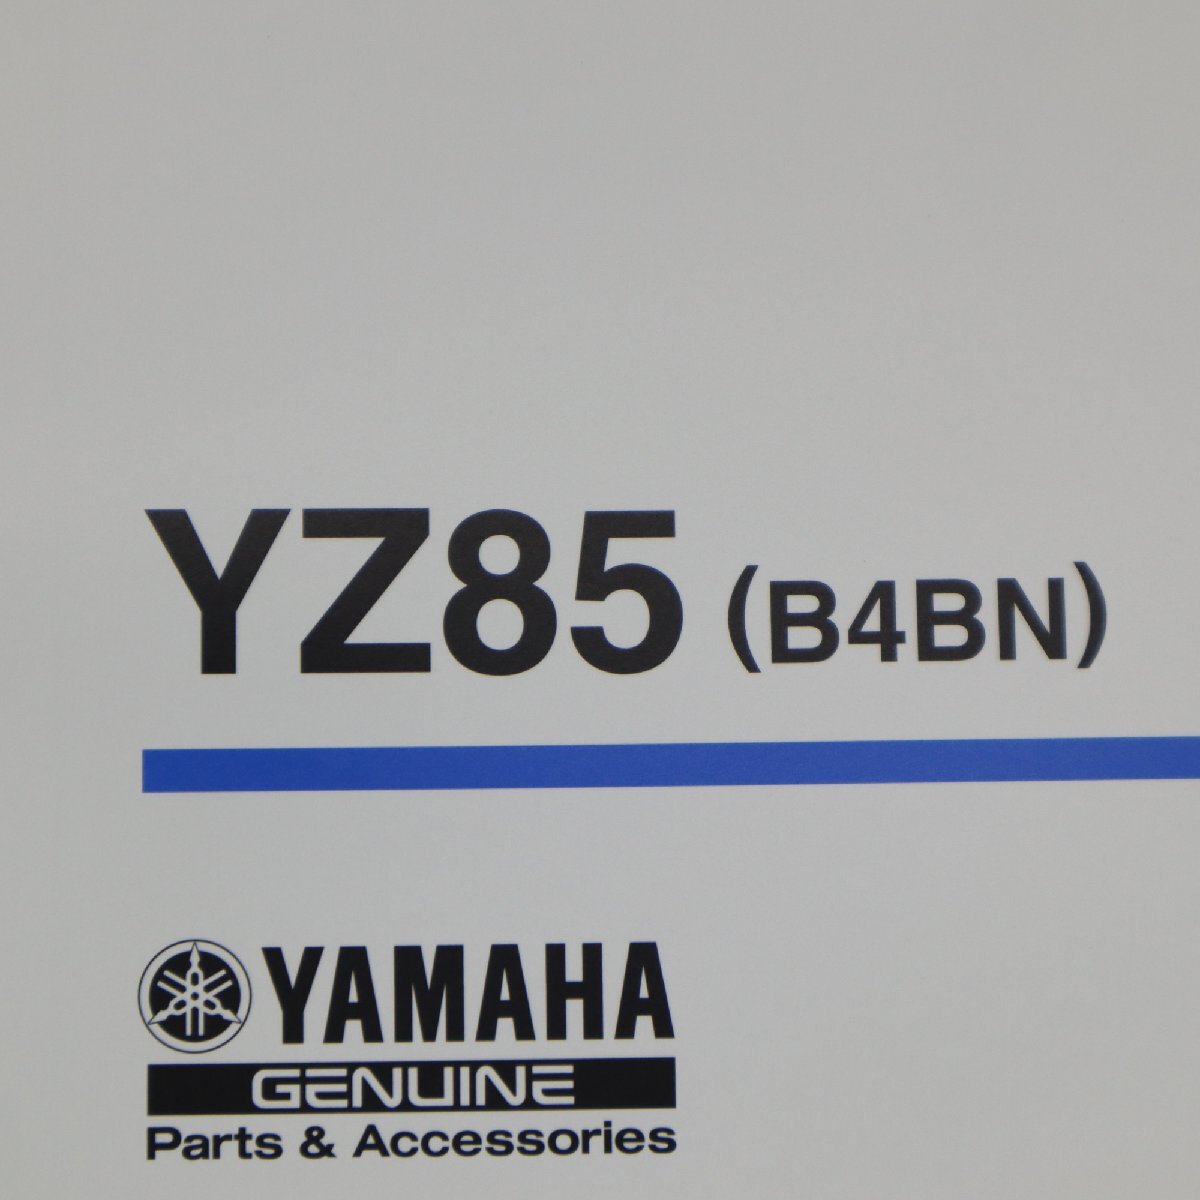 YZ85 (B4BN)
YAMAHA
GENUINE
Parts & Accessories